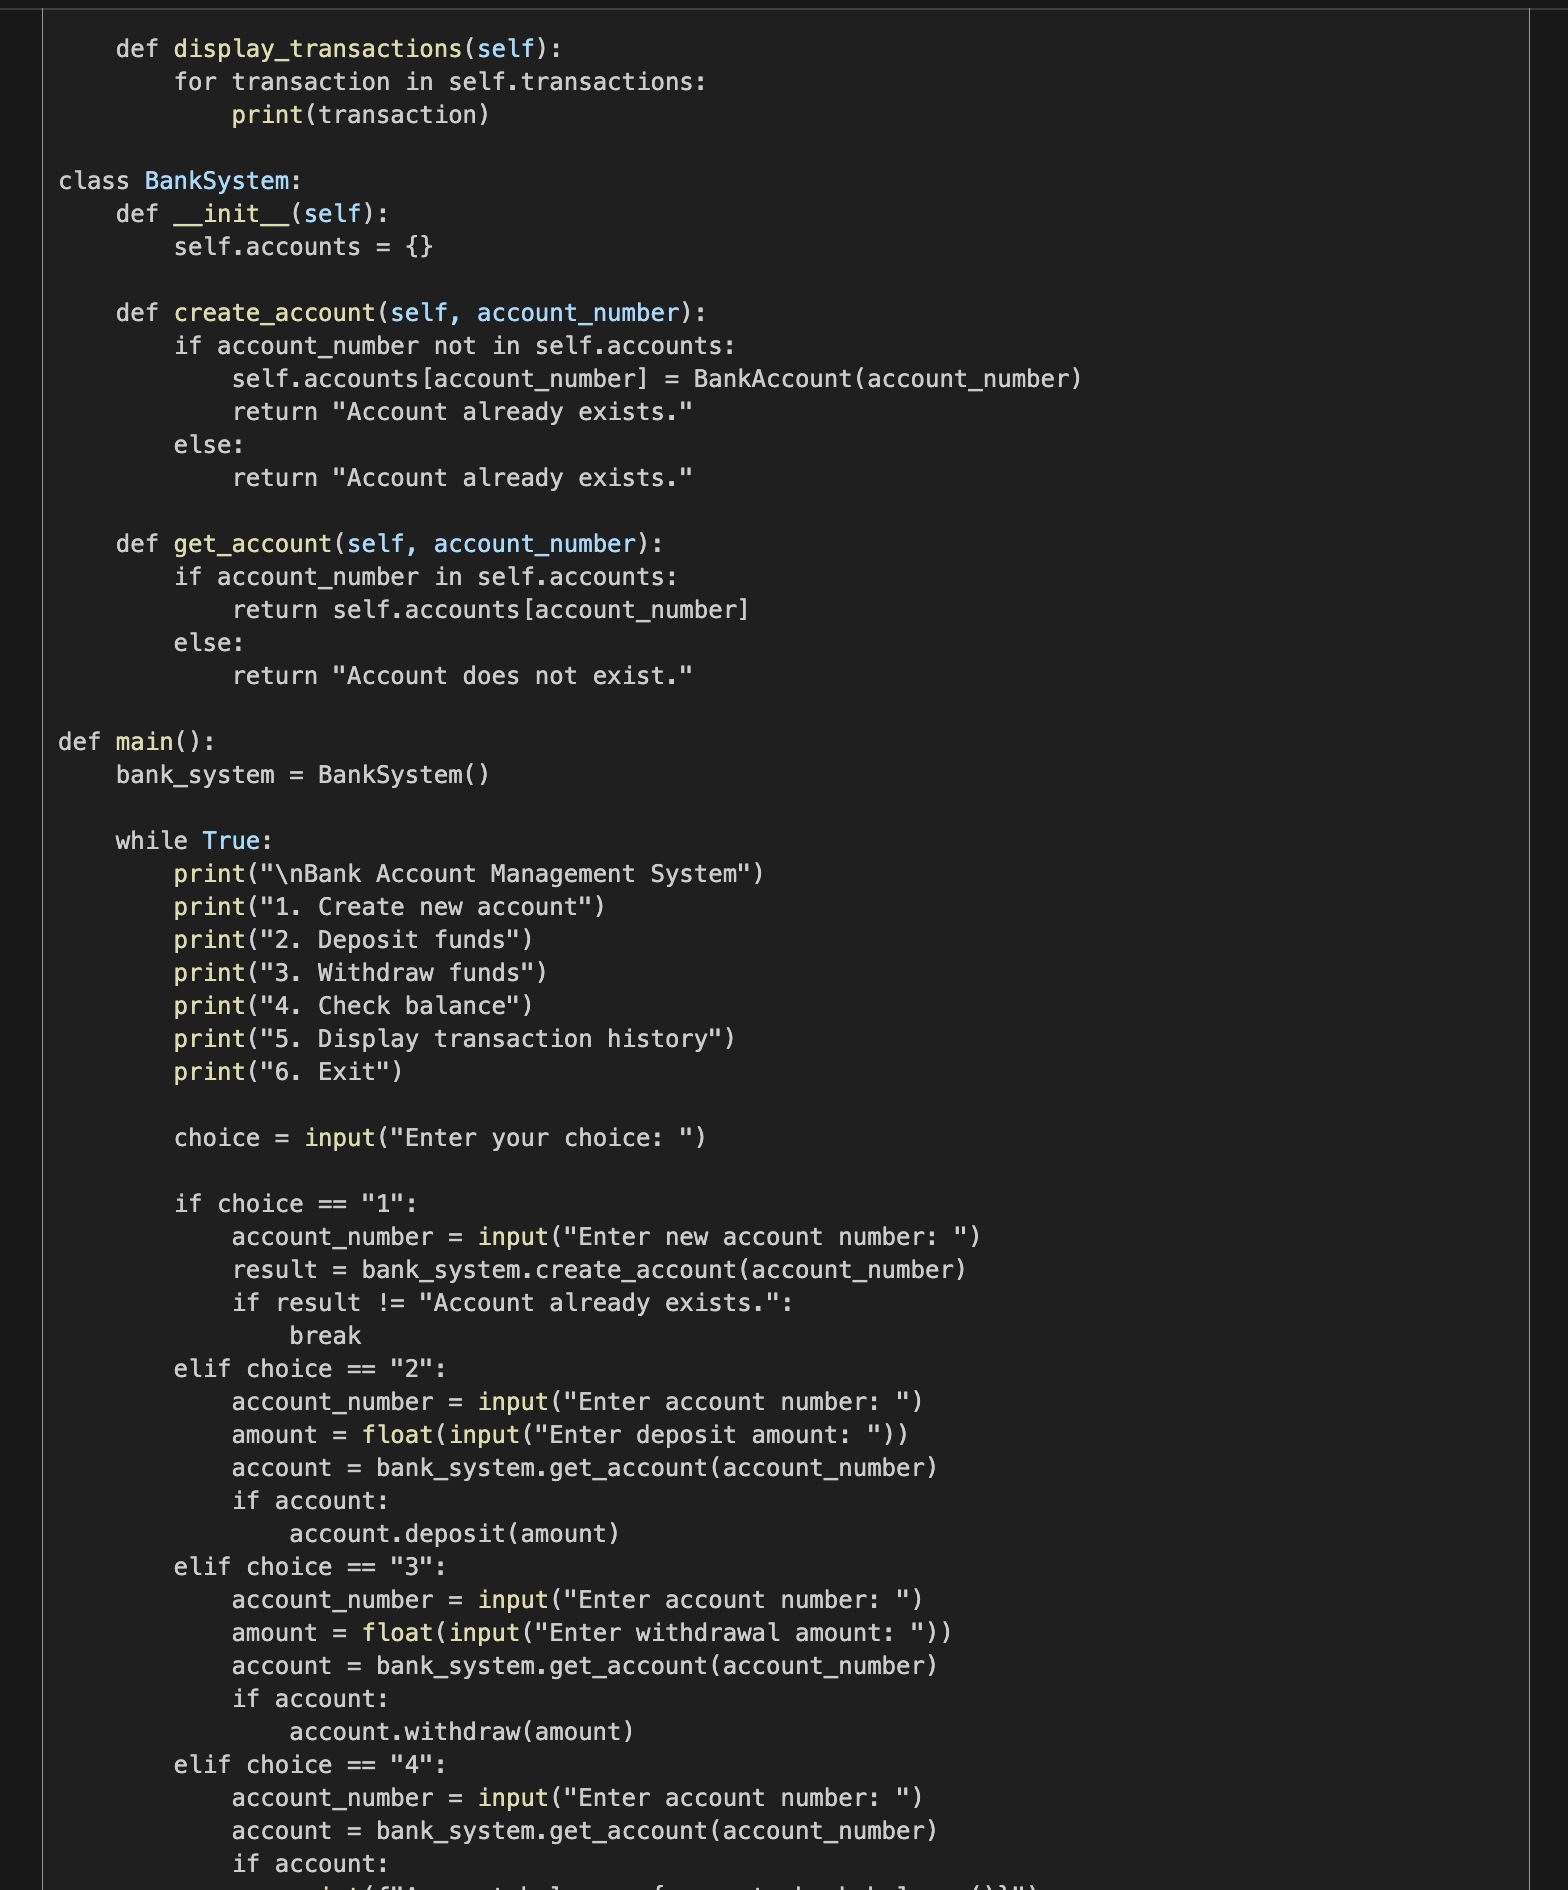 def display_transactions(self):
        for transaction in self.transactions:
            print(transaction)

class BankSystem:
    def __init__(self):
        self.accounts = {}

    def create_account(self, account_number):
        if account_number not in self.accounts:
            self.accounts[account_number] = BankAccount(account_number)
            return "Account already exists."
        else:
            return "Account already exists."

    def get_account(self, account_number):
        if account_number in self.accounts:
            return self.accounts[account_number]
        else:
            return "Account does not exist."

def main():
    bank_system = BankSystem()

    while True:
        print("\nBank Account Management System")
        print("1. Create new account")
        print("2. Deposit funds")
        print("3. Withdraw funds")
        print("4. Check balance")
        print("5. Display transaction history")
        print("6. Exit")

        choice = input("Enter your choice: ")

        if choice == "1":
            account_number = input("Enter new account number: ")
            result = bank_system.create_account(account_number)
            if result != "Account already exists.":
                break
        elif choice == "2":
            account_number = input("Enter account number: ")
            amount = float(input("Enter deposit amount: "))
            account = bank_system.get_account(account_number)
            if account:
                account.deposit(amount)
        elif choice == "3":
            account_number = input("Enter account number: ")
            amount = float(input("Enter withdrawal amount: "))
            account = bank_system.get_account(account_number)
            if account:
                account.withdraw(amount)
        elif choice == "4":
            account_number = input("Enter account number: ")
            account = bank_system.get_account(account_number)
            if account: